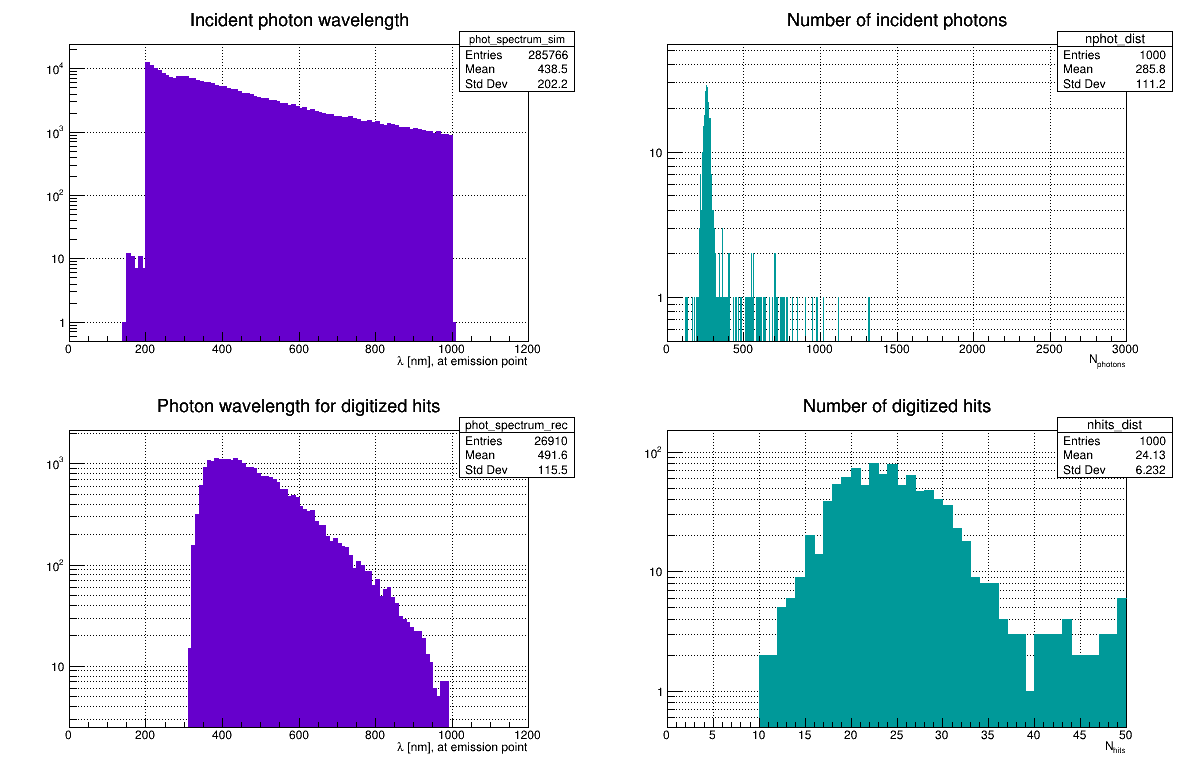 Incident photon wavelength
phot_spectrum_sim
Entries 285766
Mean 438.5
Std Dev 202.2
10^4
10^3
10^2
10
1
0 200 400 600 800 1000 1200
λ [nm], at emission point
Number of incident photons
nphot_dist
Entries 1000
Mean 285.8
Std Dev 111.2
10
1
0 500 1000 1500 2000 2500 3000
N_photons
Photon wavelength for digitized hits
phot_spectrum_rec
Entries 26910
Mean 491.6
Std Dev 115.5
10^3
10^2
10
0 200 400 600 800 1000 1200
λ [nm], at emission point
Number of digitized hits
nhits_dist
Entries 1000
Mean 24.13
Std Dev 6.232
10^2
10
1
0 5 10 15 20 25 30 35 40 45 50
N_hits